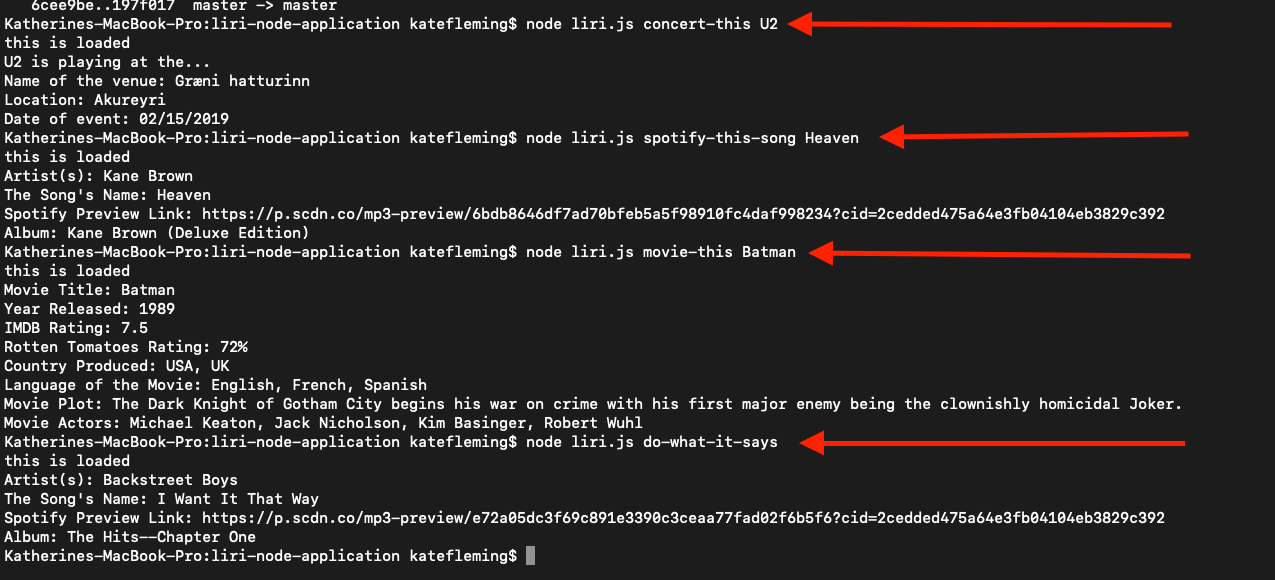 6cee9be..197f017  master -> master
Katherines-MacBook-Pro:liri-node-application katefleming$ node liri.js concert-this U2
this is loaded
U2 is playing at the...
Name of the venue: Græni hatturinn
Location: Akureyri
Date of event: 02/15/2019
Katherines-MacBook-Pro:liri-node-application katefleming$ node liri.js spotify-this-song Heaven
this is loaded
Artist(s): Kane Brown
The Song's Name: Heaven
Spotify Preview Link: https://p.scdn.co/mp3-preview/6bdb8646df7ad70bfeb5a5f98910fc4daf998234?cid=2cedded475a64e3fb04104eb3829c392
Album: Kane Brown (Deluxe Edition)
Katherines-MacBook-Pro:liri-node-application katefleming$ node liri.js movie-this Batman
this is loaded
Movie Title: Batman
Year Released: 1989
IMDB Rating: 7.5
Rotten Tomatoes Rating: 72%
Country Produced: USA, UK
Language of the Movie: English, French, Spanish
Movie Plot: The Dark Knight of Gotham City begins his war on crime with his first major enemy being the clownishly homicidal Joker.
Movie Actors: Michael Keaton, Jack Nicholson, Kim Basinger, Robert Wuhl
Katherines-MacBook-Pro:liri-node-application katefleming$ node liri.js do-what-it-says
this is loaded
Artist(s): Backstreet Boys
The Song's Name: I Want It That Way
Spotify Preview Link: https://p.scdn.co/mp3-preview/e72a05dc3f69c891e3390c3ceaa77fad02f6b5f6?cid=2cedded475a64e3fb04104eb3829c392
Album: The Hits--Chapter One
Katherines-MacBook-Pro:liri-node-application katefleming$